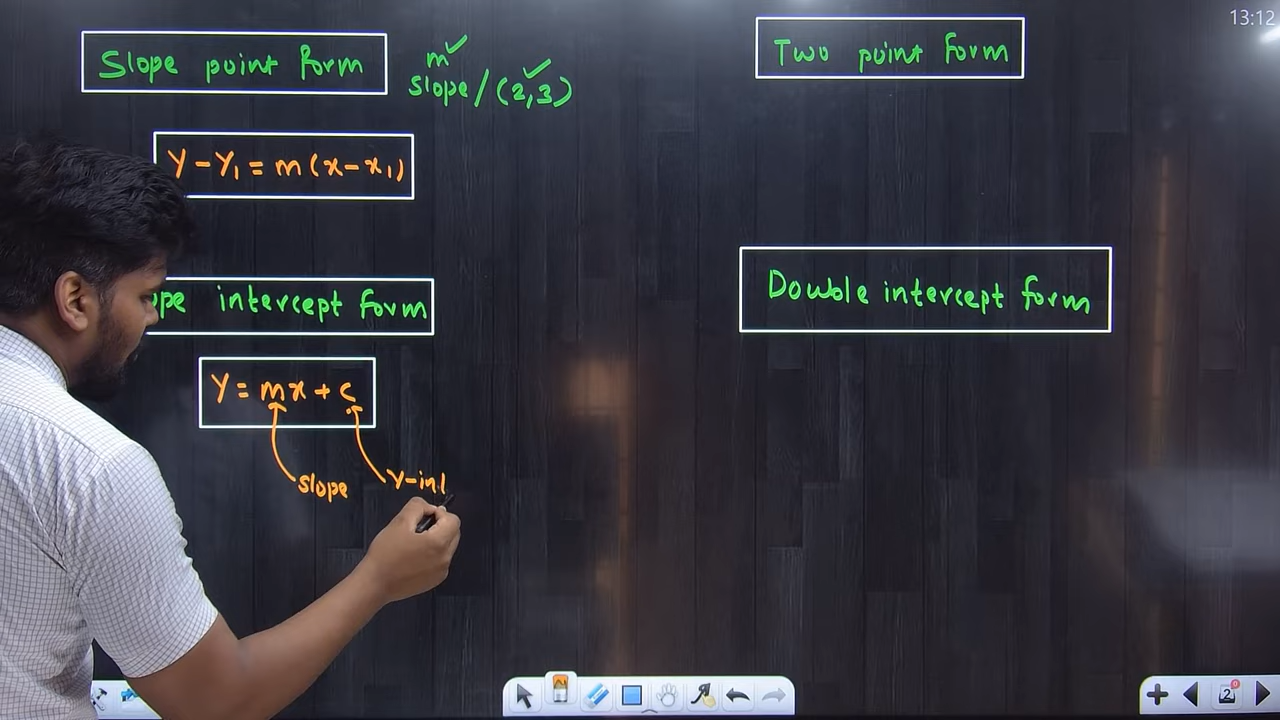 13:12
Slope point form
m
slope/(2,3)
Two point form
Y-Y₁=m(x-x₁)
intercept form
Double intercept form
Y=mx+c
slope
Y-int
2